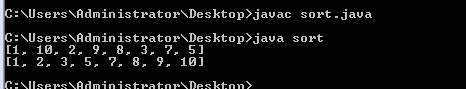 C:\Users\Administrator\Desktop>javac sort.java
C:\Users\Administrator\Desktop>java sort
[1, 10, 2, 9, 8, 3, 7, 5]
[1, 2, 3, 5, 7, 8, 9, 10]
C:\Users\Administrator\Desktop>